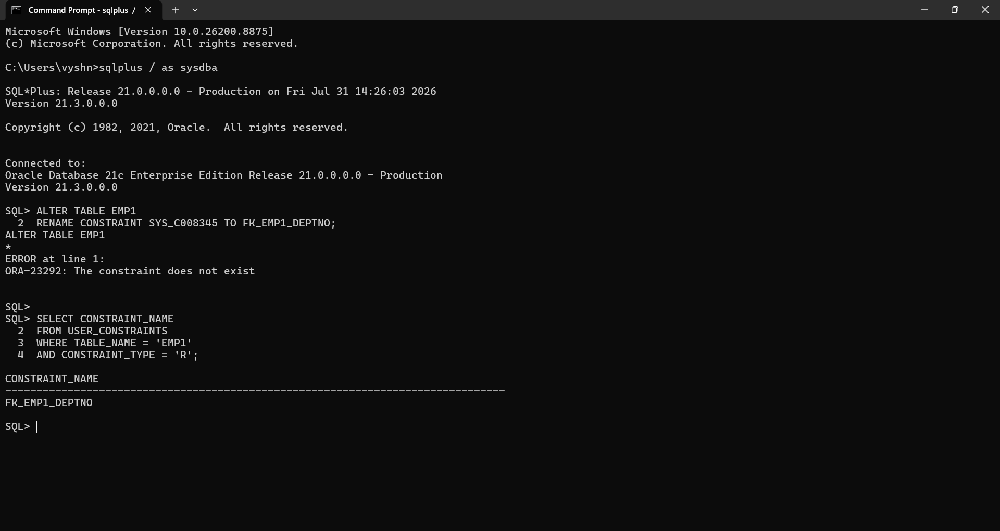 Command Prompt - sqlplus /
Microsoft Windows [Version 10.0.26200.8875]
(c) Microsoft Corporation. All rights reserved.
C:\Users\vyshn>sqlplus / as sysdba
SQL*Plus: Release 21.0.0.0.0 - Production on Fri Jul 31 14:26:03 2026
Version 21.3.0.0.0
Copyright (c) 1982, 2021, Oracle.  All rights reserved.
Connected to:
Oracle Database 21c Enterprise Edition Release 21.0.0.0.0 - Production
Version 21.3.0.0.0
SQL> ALTER TABLE EMP1
  2  RENAME CONSTRAINT SYS_C008345 TO FK_EMP1_DEPTNO;
ALTER TABLE EMP1
*
ERROR at line 1:
ORA-23292: The constraint does not exist
SQL>
SQL> SELECT CONSTRAINT_NAME
  2  FROM USER_CONSTRAINTS
  3  WHERE TABLE_NAME = 'EMP1'
  4  AND CONSTRAINT_TYPE = 'R';
CONSTRAINT_NAME
--------------------------------------------------------------------------------
FK_EMP1_DEPTNO
SQL>